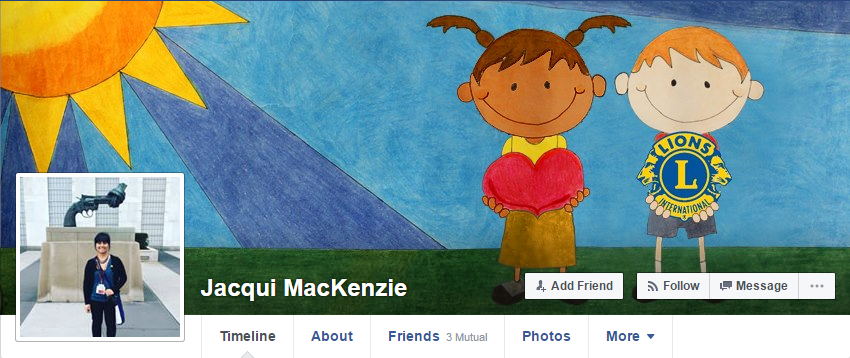 LIONS
L
INTERNATIONAL
Jacqui MacKenzie
Add Friend
Follow
Message
Timeline
About
Friends 3 Mutual
Photos
More